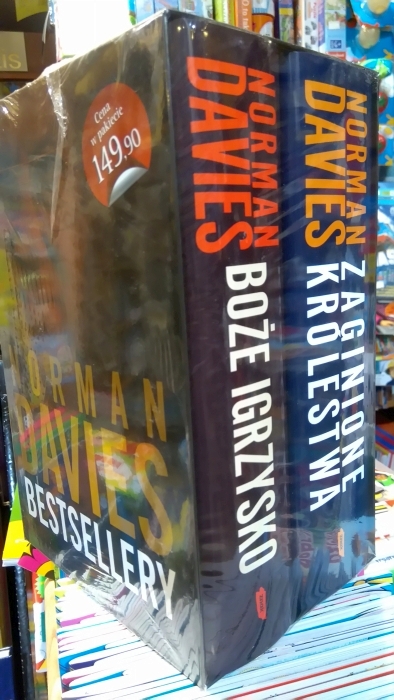 Cena
w pakiecie
149.90
NORMAN
DAVIES
BESTSELLERY
NORMAN
DAVIES
BOŻE IGRZYSKO
NORMAN
DAVIES
ZAGINIONE
KRÓLESTWA